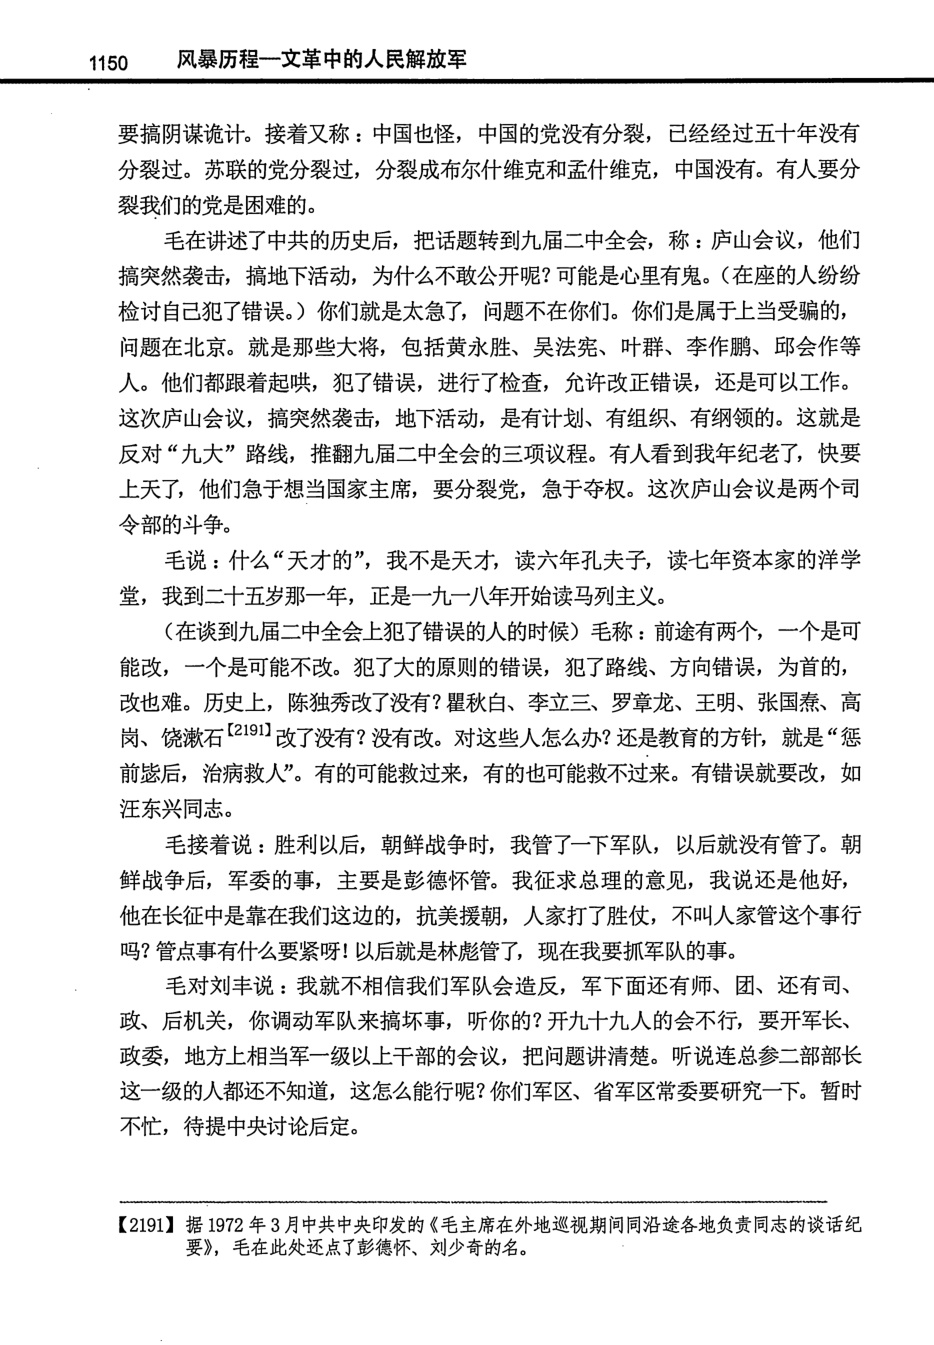 1150 风暴历程—文革中的人民解放军
要搞阴谋诡计。接着又称：中国也怪，中国的党没有分裂，已经经过五十年没有
分裂过。苏联的党分裂过，分裂成布尔什维克和孟什维克，中国没有。有人要分
裂我们的党是困难的。
毛在讲述了中共的历史后，把话题转到九届二中全会，称：庐山会议，他们
搞突然袭击，搞地下活动，为什么不敢公开呢？可能是心里有鬼。（在座的人纷纷
检讨自己犯了错误。）你们就是太急了，问题不在你们。你们是属于上当受骗的，
问题在北京。就是那些大将，包括黄永胜、吴法宪、叶群、李作鹏、邱会作等
人。他们都跟着起哄，犯了错误，进行了检查，允许改正错误，还是可以工作。
这次庐山会议，搞突然袭击，地下活动，是有计划、有组织、有纲领的。这就是
反对“九大”路线，推翻九届二中全会的三项议程。有人看到我年纪老了，快要
上天了，他们急于想当国家主席，要分裂党，急于夺权。这次庐山会议是两个司
令部的斗争。
毛说：什么“天才的”，我不是天才，读六年孔夫子，读七年资本家的洋学
堂，我到二十五岁那一年，正是一九一八年开始读马列主义。
（在谈到九届二中全会上犯了错误的人的时候）毛称：前途有两个，一个是可
能改，一个是可能不改。犯了大的原则的错误，犯了路线、方向错误，为首的，
改也难。历史上，陈独秀改了没有？瞿秋白、李立三、罗章龙、王明、张国焘、高
岗、饶漱石【2191】改了没有？没有改。对这些人怎么办？还是教育的方针，就是“惩
前毖后，治病救人”。有的可能救过来，有的也可能救不过来。有错误就要改，如
汪东兴同志。
毛接着说：胜利以后，朝鲜战争时，我管了一下军队，以后就没有管了。朝
鲜战争后，军委的事，主要是彭德怀管。我征求总理的意见，我说还是他好，
他在长征中是靠在我们这边的，抗美援朝，人家打了胜仗，不叫人家管这个事行
吗？管点事有什么要紧呀！以后就是林彪管了，现在我要抓军队的事。
毛对刘丰说：我就不相信我们军队会造反，军下面还有师、团、还有司、
政、后机关，你调动军队来搞坏事，听你的？开九十九人的会不行，要开军长、
政委，地方上相当军一级以上干部的会议，把问题讲清楚。听说连总参二部部长
这一级的人都还不知道，这怎么能行呢？你们军区、省军区常委要研究一下。暂时
不忙，待提中央讨论后定。
【2191】据 1972 年 3 月中共中央印发的《毛主席在外地巡视期间同沿途各地负责同志的谈话纪
要》，毛在此处还点了彭德怀、刘少奇的名。